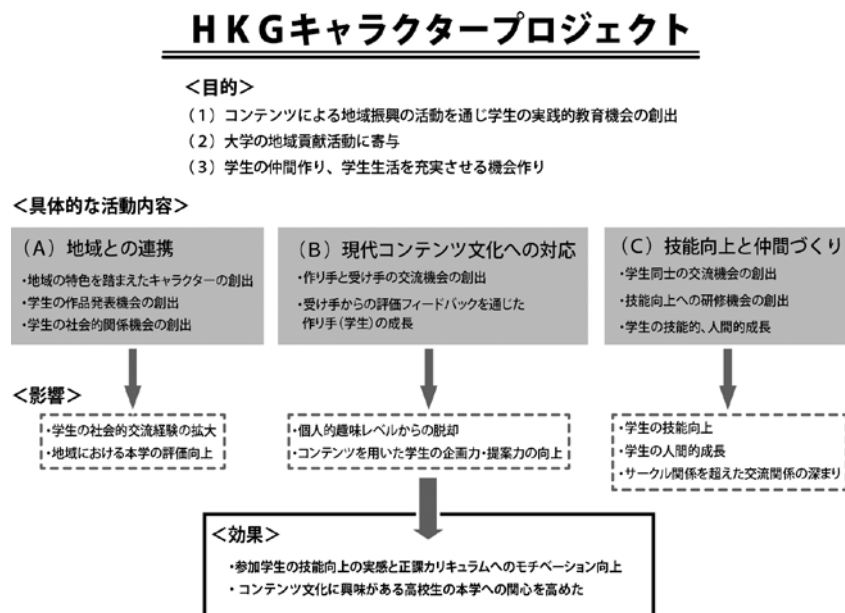 HKGキャラクタープロジェクト
＜目的＞
（1）コンテンツによる地域振興の活動を通じ学生の実践的教育機会の創出
（2）大学の地域貢献活動に寄与
（3）学生の仲間作り、学生生活を充実させる機会作り
＜具体的な活動内容＞
（A）地域との連携
・地域の特色を踏まえたキャラクターの創出
・学生の作品発表機会の創出
・学生の社会的関係機会の創出
（B）現代コンテンツ文化への対応
・作り手と受け手の交流機会の創出
・受け手からの評価フィードバックを通じた
作り手（学生）の成長
（C）技能向上と仲間づくり
・学生同士の交流機会の創出
・技能向上への研修機会の創出
・学生の技能的、人間的成長
＜影響＞
・学生の社会的交流経験の拡大
・地域における本学の評価向上
・個人的趣味レベルからの脱却
・コンテンツを用いた学生の企画力・提案力の向上
・学生の技能向上
・学生の人間的成長
・サークル関係を超えた交流関係の深まり
＜効果＞
・参加学生の技能向上の実感と正課カリキュラムへのモチベーション向上
・コンテンツ文化に興味がある高校生の本学への関心を高めた